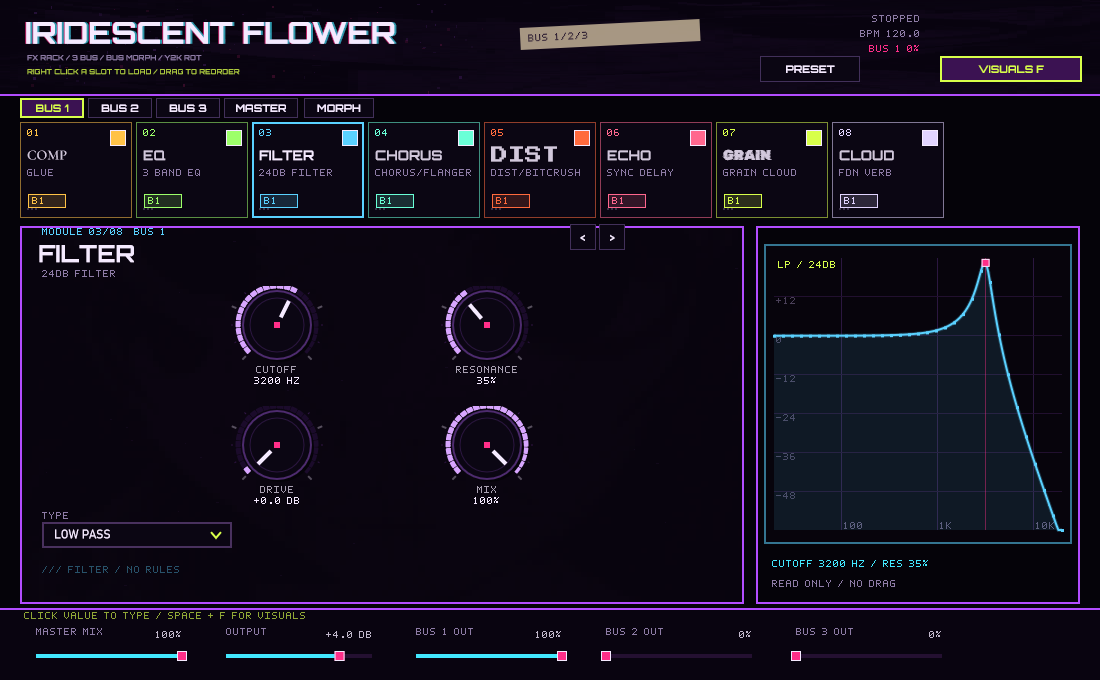 IRIDESCENT FLOWER
FX RACK / 3 BUS / BUS MORPH / Y2K ROT
RIGHT CLICK A SLOT TO LOAD / DRAG TO REORDER
BUS 1/2/3
STOPPED
BPM 120.0
BUS 1 0%
PRESET
VISUALS F
BUS 1
BUS 2
BUS 3
MASTER
MORPH
01
COMP
GLUE
B1
02
EQ
3 BAND EQ
B1
03
FILTER
24DB FILTER
B1
04
CHORUS
CHORUS/FLANGER
B1
05
DIST
DIST/BITCRUSH
B1
06
ECHO
SYNC DELAY
B1
07
GRAIN
GRAIN CLOUD
B1
08
CLOUD
FDN VERB
B1
MODULE 03/08 BUS 1
FILTER
24DB FILTER
<
>
CUTOFF
3200 HZ
RESONANCE
35%
DRIVE
+0.0 DB
MIX
100%
TYPE
LOW PASS
/// FILTER / NO RULES
LP / 24DB
+12
0
-12
-24
-36
-48
100
1K
10K
CUTOFF 3200 HZ / RES 35%
READ ONLY / NO DRAG
CLICK VALUE TO TYPE / SPACE + F FOR VISUALS
MASTER MIX
100%
OUTPUT
+4.0 DB
BUS 1 OUT
100%
BUS 2 OUT
0%
BUS 3 OUT
0%